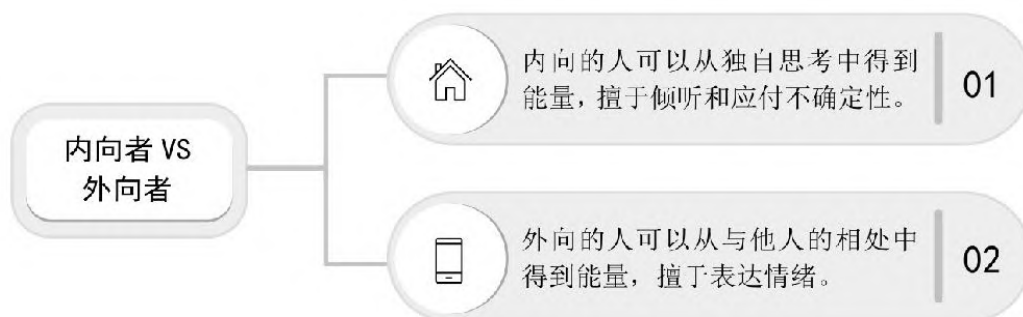 内向者 VS
外向者
内向的人可以从独自思考中得到
能量，擅于倾听和应付不确定性。
01
外向的人可以从与他人的相处中
得到能量，擅于表达情绪。
02